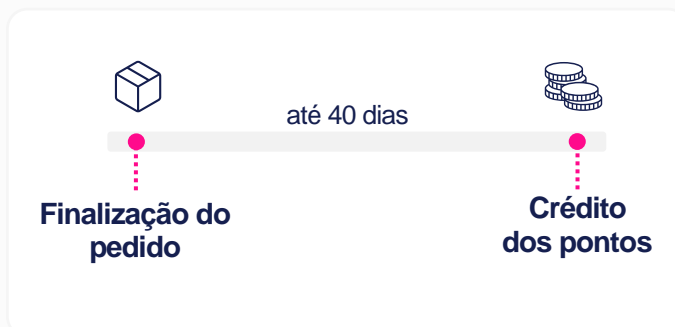 até 40 dias
Finalização do
pedido
Crédito
dos pontos